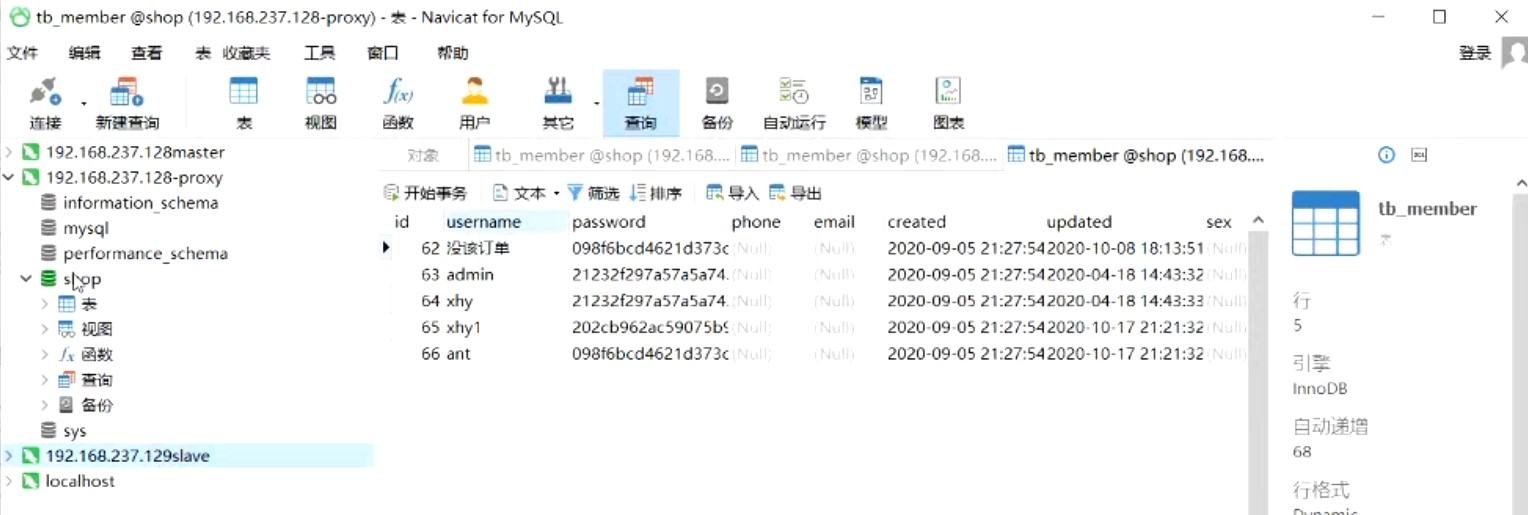 tb_member @shop (192.168.237.128-proxy) - 表 - Navicat for MySQL
文件 编辑 查看 表 收藏夹 工具 窗口 帮助 登录
连接 新建查询 表 视图 函数 用户 其它 查询 备份 自动运行 模型 图表
192.168.237.128master
192.168.237.128-proxy
information_schema
mysql
performance_schema
shop
表
视图
函数
查询
备份
sys
192.168.237.129slave
localhost
对象 tb_member @shop (192.168.... tb_member @shop (192.168.... tb_member @shop (192.168....
开始事务 文本 筛选 排序 导入 导出
id username password phone email created updated sex
62 没该订单 098f6bcd4621d373c (Null) (Null) 2020-09-05 21:27:54 2020-10-08 18:13:51 (Null)
63 admin 21232f297a57a5a74. (Null) (Null) 2020-09-05 21:27:54 2020-04-18 14:43:32 (Null)
64 xhy 21232f297a57a5a74. (Null) (Null) 2020-09-05 21:27:54 2020-04-18 14:43:33 (Null)
65 xhy1 202cb962ac59075b9 (Null) (Null) 2020-09-05 21:27:54 2020-10-17 21:21:32 (Null)
66 ant 098f6bcd4621d373c (Null) (Null) 2020-09-05 21:27:54 2020-10-17 21:21:32 (Null)
tb_member
表
行
5
引擎
InnoDB
自动递增
68
行格式
Dynamic